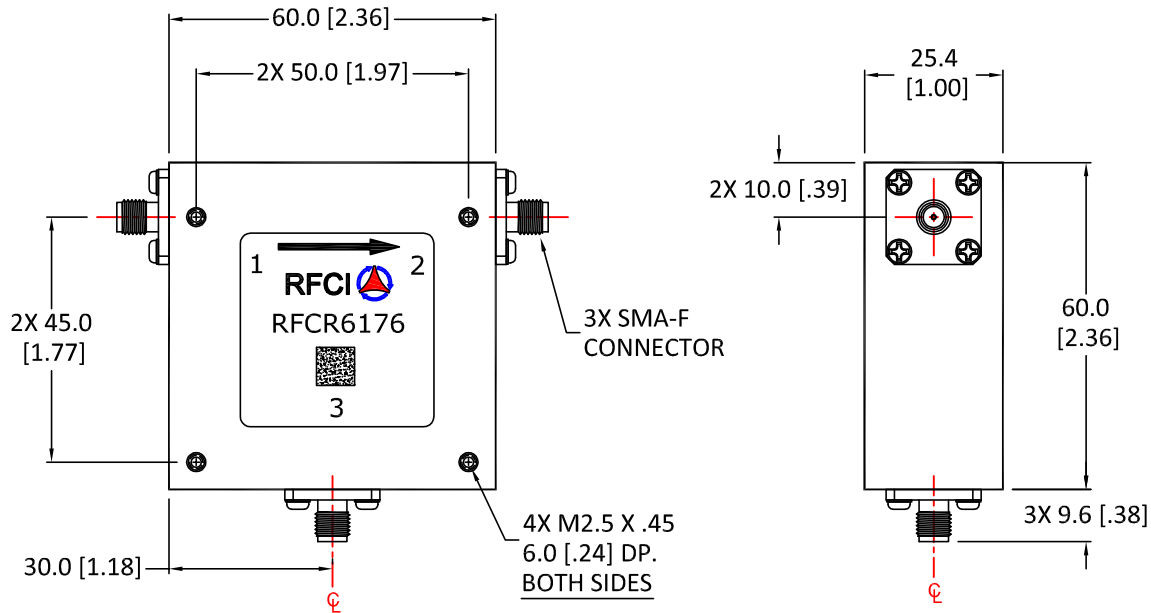 60.0 [2.36]
2X 50.0 [1.97]
25.4
[1.00]
2X 10.0 [.39]
1
2
RFCI
RFCR6176
3
2X 45.0
[1.77]
3X SMA-F
CONNECTOR
60.0
[2.36]
4X M2.5 X .45
6.0 [.24] DP.
BOTH SIDES
3X 9.6 [.38]
30.0 [1.18]
℄
℄